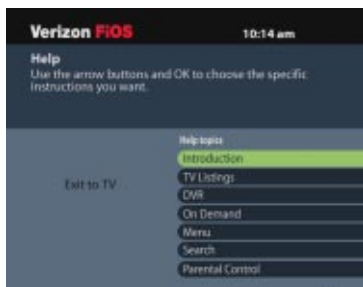 Verizon FiOS 10:14 am
Help
Use the arrow buttons and OK to choose the specific
instructions you want.
Help topics
Introduction
Exit to TV
TV Listings
DVR
On Demand
Menu
Search
Parental Control